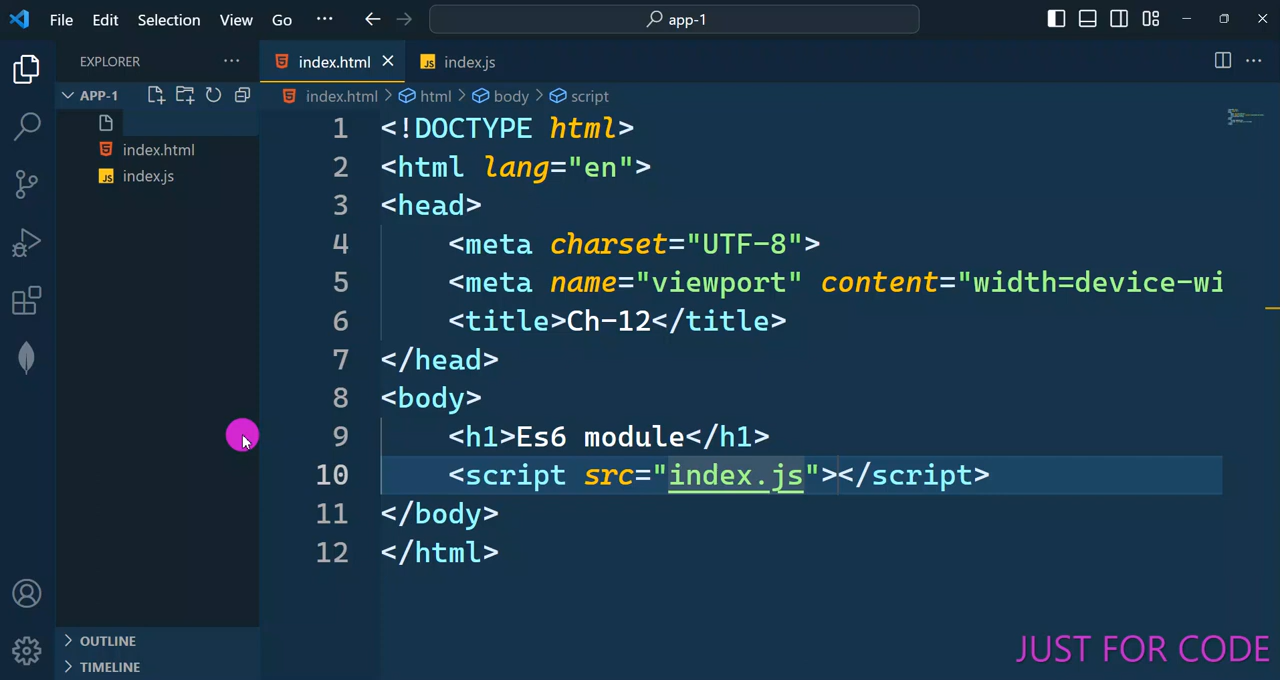 File Edit Selection View Go ··· app-1
EXPLORER ···
index.html
JS index.js
APP-1
index.html > html > body > script
index.html
JS index.js
1 <!DOCTYPE html>
2 <html lang="en">
3 <head>
4 <meta charset="UTF-8">
5 <meta name="viewport" content="width=device-wi
6 <title>Ch-12</title>
7 </head>
8 <body>
9 <h1>Es6 module</h1>
10 <script src="index.js"></script>
11 </body>
12 </html>
OUTLINE
TIMELINE
JUST FOR CODE